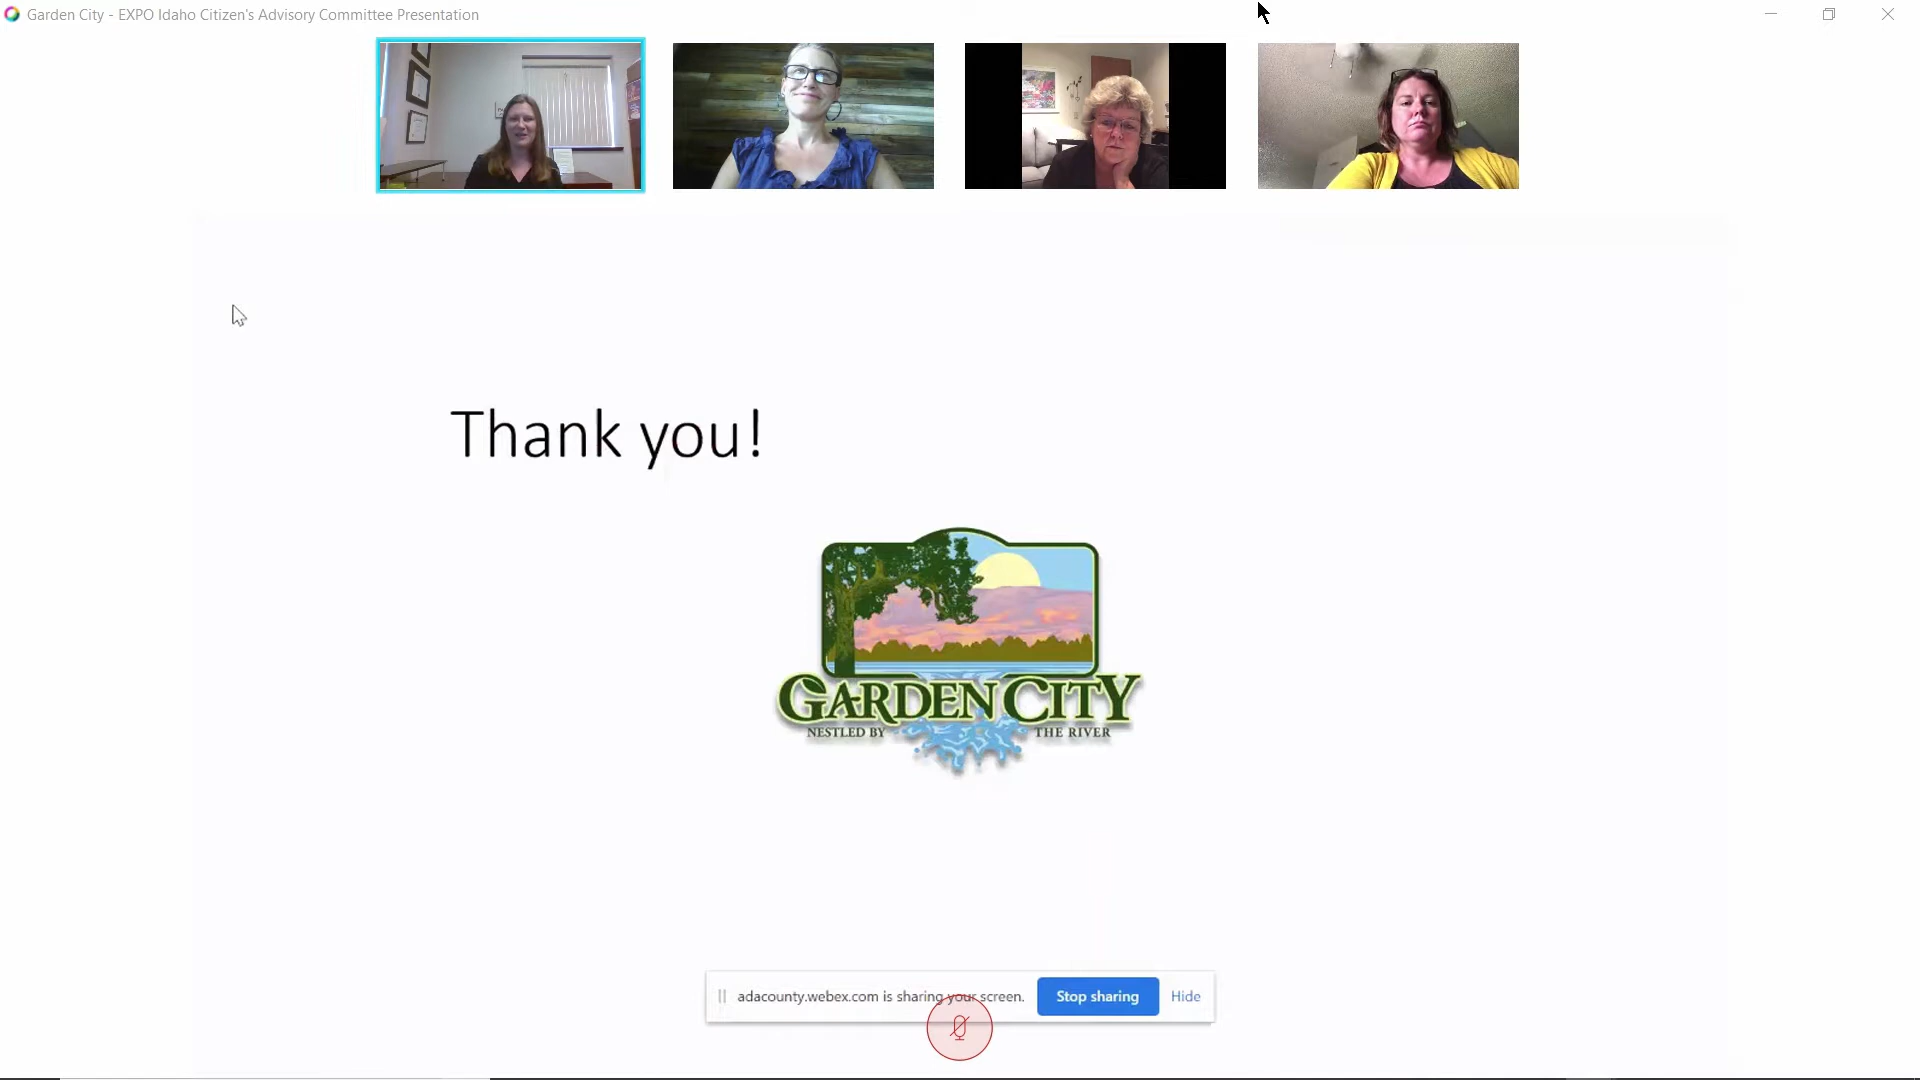 Garden City - EXPO Idaho Citizen's Advisory Committee Presentation
Thank you!
GARDEN CITY
NESTLED BY THE RIVER
adacounty.webex.com is sharing your screen. Stop sharing Hide